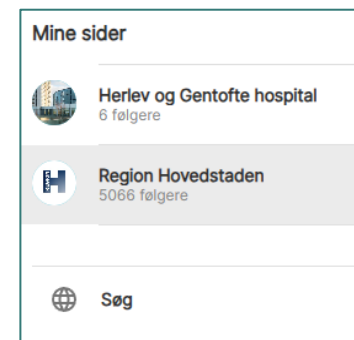 Mine sider
Herlev og Gentofte hospital
6 følgere
Region Hovedstaden
5066 følgere
Søg